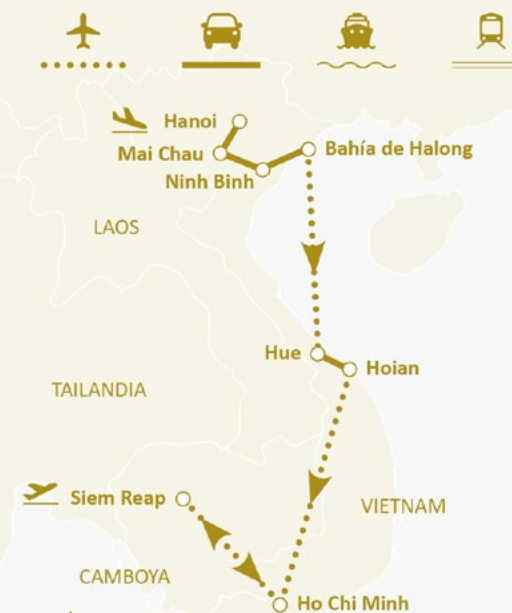 Hanoi
Mai Chau
Bahía de Halong
Ninh Binh
LAOS
Hue
Hoian
TAILANDIA
Siem Reap
VIETNAM
CAMBOYA
Ho Chi Minh